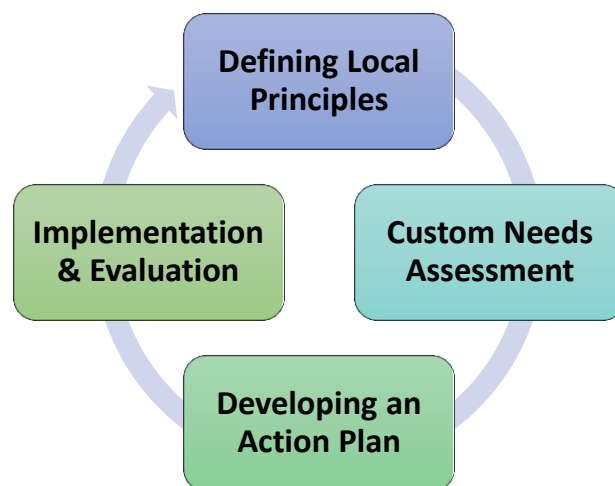 Defining Local
Principles
Custom Needs
Assessment
Developing an
Action Plan
Implementation
& Evaluation